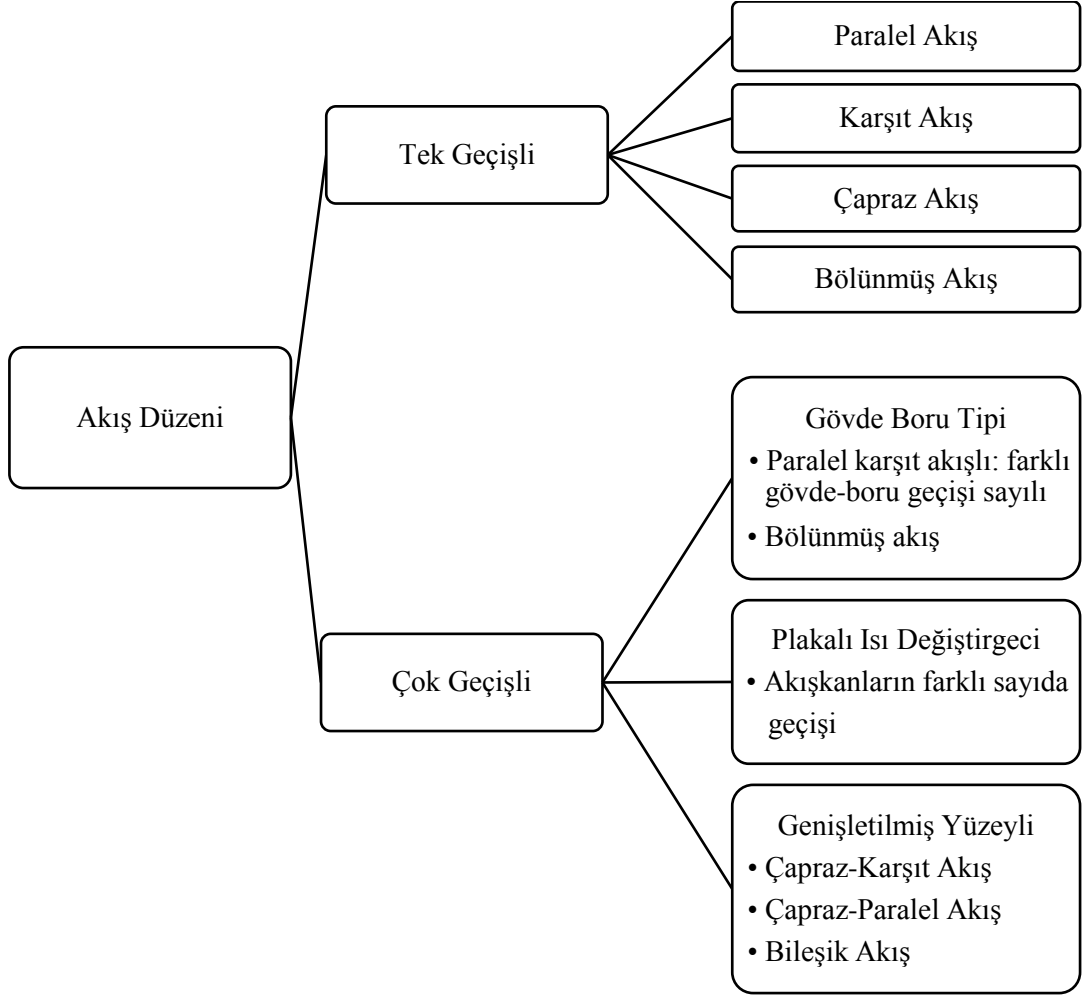 Akış Düzeni
Tek Geçişli
Paralel Akış
Karşıt Akış
Çapraz Akış
Bölünmüş Akış
Çok Geçişli
Gövde Boru Tipi
• Paralel karşıt akışlı: farklı
gövde-boru geçişi sayılı
• Bölünmüş akış
Plakalı Isı Değiştirgeci
• Akışkanların farklı sayıda
geçişi
Genişletilmiş Yüzeyli
• Çapraz-Karşıt Akış
• Çapraz-Paralel Akış
• Bileşik Akış